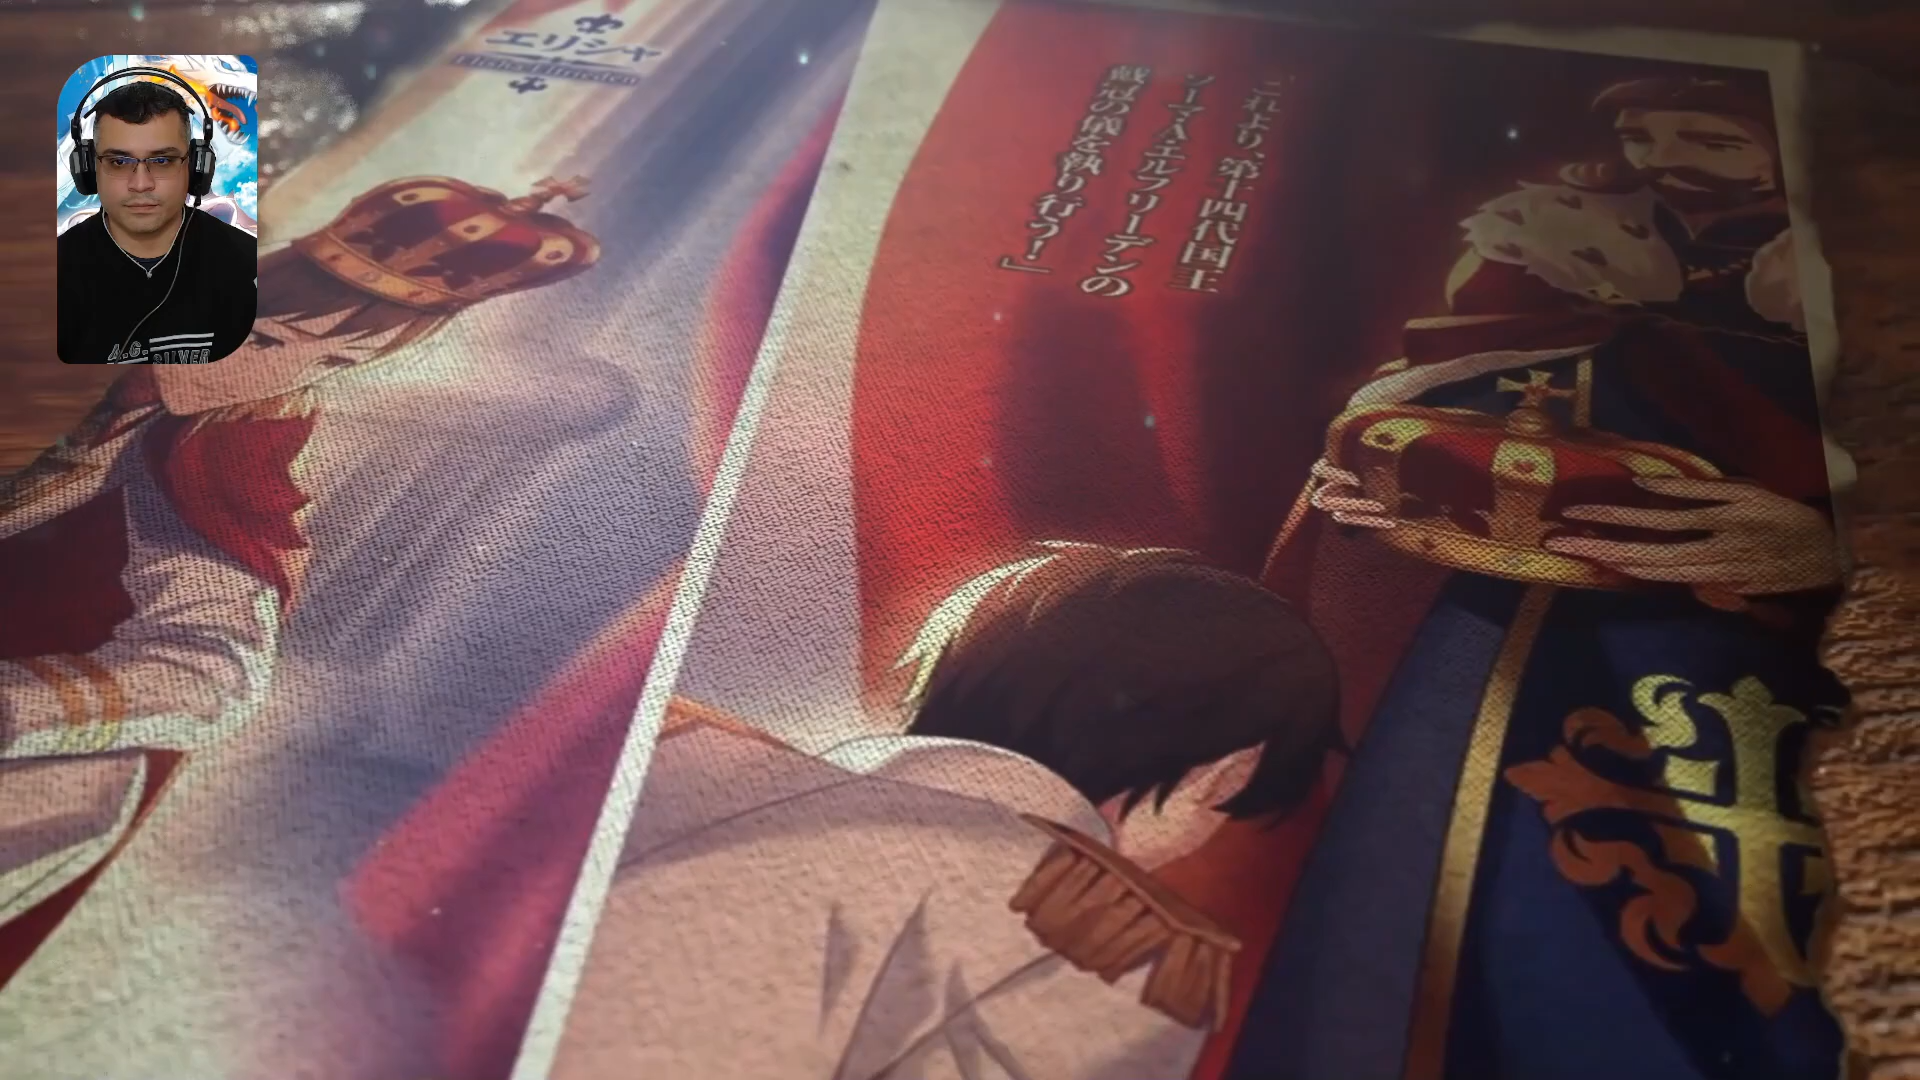 エリシャ
「これより、第十四代国王
ソーマ・A・エルフリーデンの
戴冠の儀を執り行う！」
A.G.
SILVER